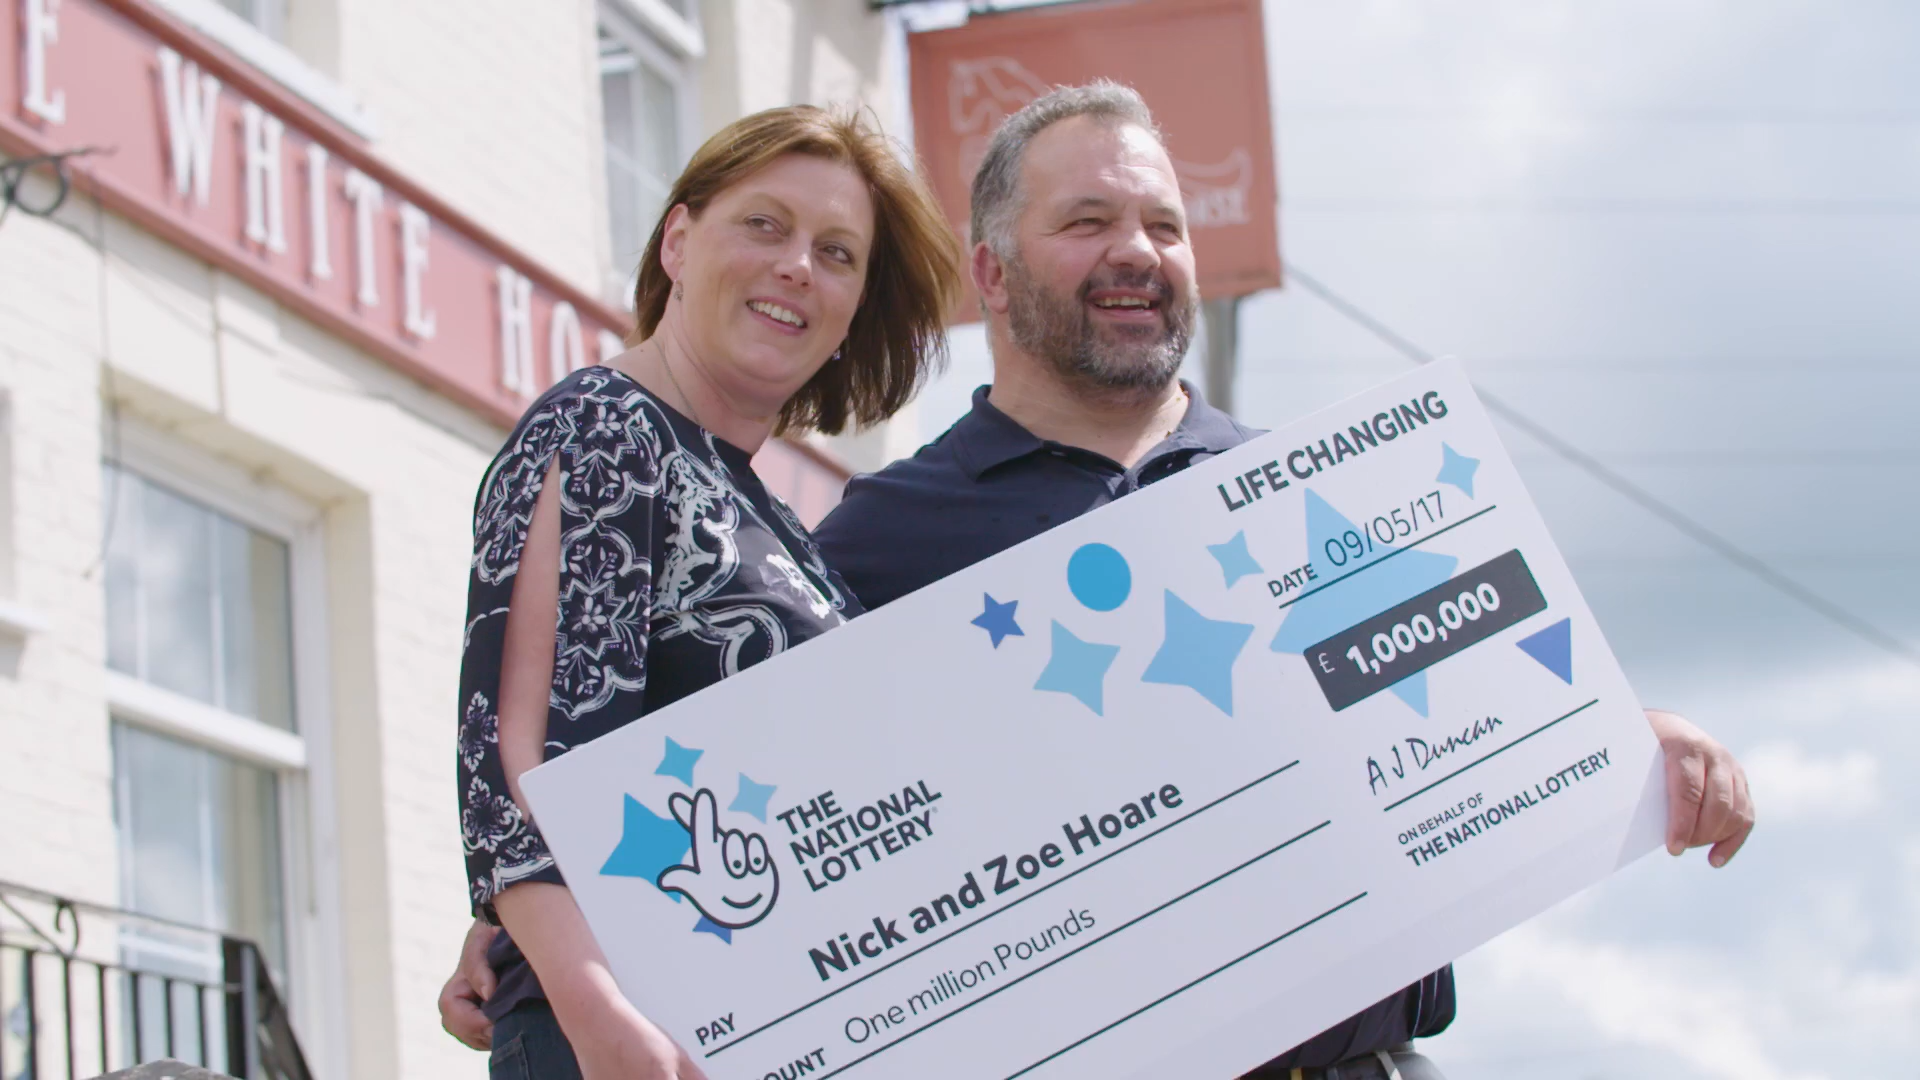 E WHITE HO
LIFE CHANGING
DATE 09/05/17
£ 1,000,000
A J Duncan
ON BEHALF OF
THE NATIONAL LOTTERY
THE
NATIONAL
LOTTERY
PAY Nick and Zoe Hoare
OUNT One million Pounds